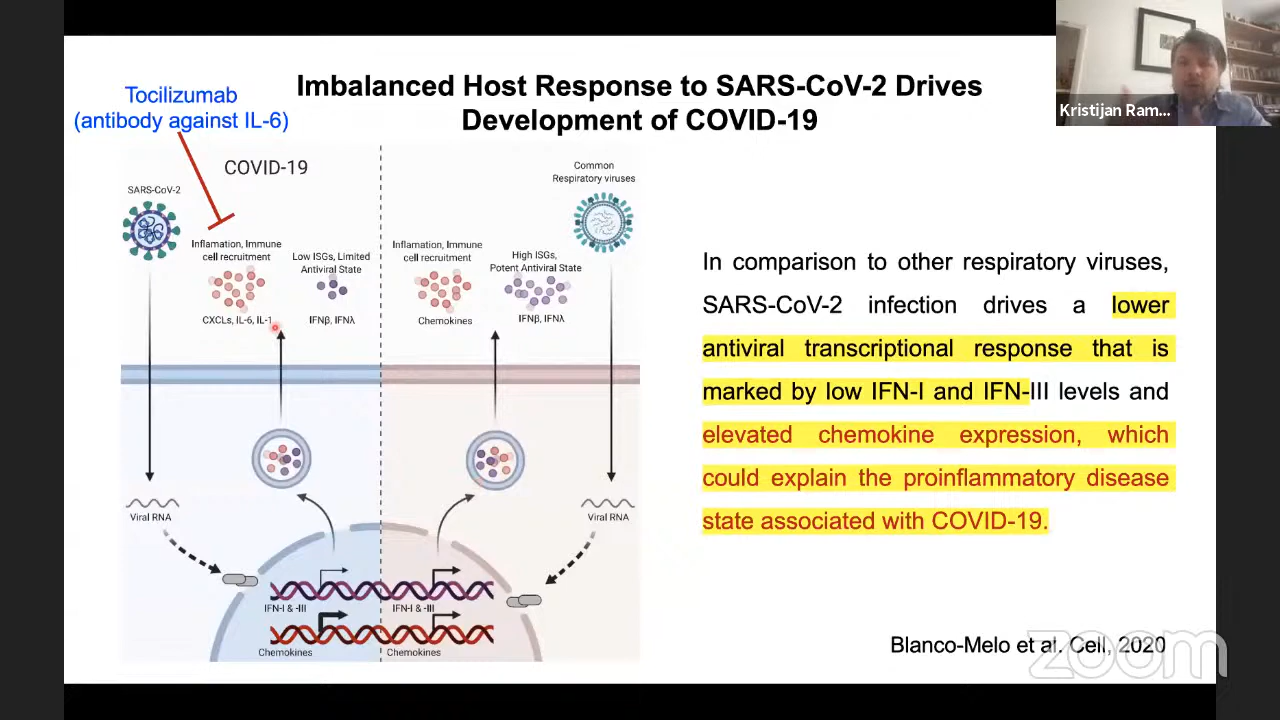 Imbalanced Host Response to SARS-CoV-2 Drives
Development of COVID-19
Kristijan Ram...
Tocilizumab
(antibody against IL-6)
COVID-19
SARS-CoV-2
Common
Respiratory viruses
Inflamation, Immune
cell recruitment
Low ISGs, Limited
Antiviral State
Inflamation, Immune
cell recruitment
High ISGs,
Potent Antiviral State
CXCLs, IL-6, IL-1
IFNβ, IFNλ
Chemokines
IFNβ, IFNλ
Viral RNA
Viral RNA
IFN-I & -III
IFN-I & -III
Chemokines
Chemokines
In comparison to other respiratory viruses,
SARS-CoV-2 infection drives a lower
antiviral transcriptional response that is
marked by low IFN-I and IFN-III levels and
elevated chemokine expression, which
could explain the proinflammatory disease
state associated with COVID-19.
Blanco-Melo et al. Cell, 2020
zoom